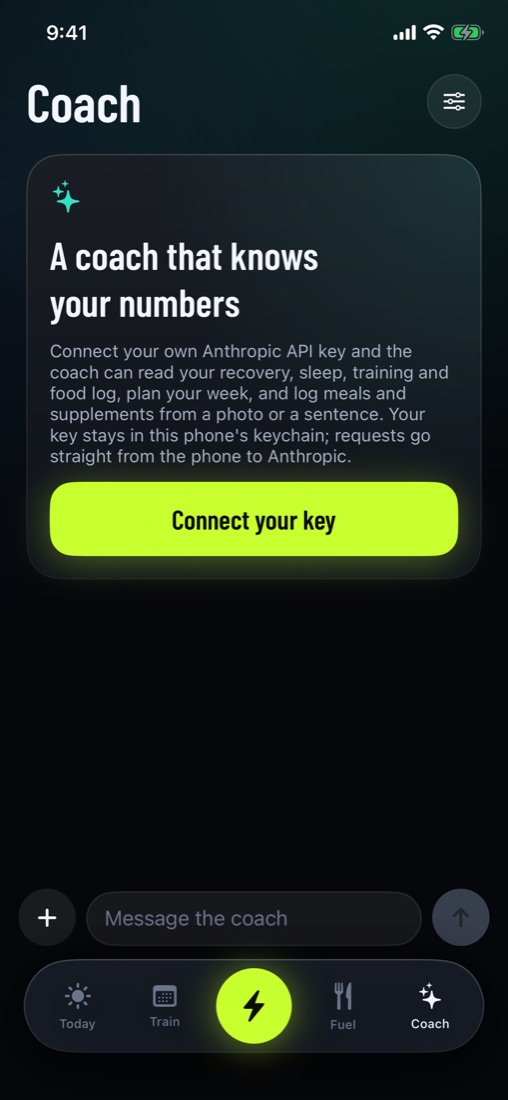 9:41
Coach
A coach that knows
your numbers
Connect your own Anthropic API key and the
coach can read your recovery, sleep, training and
food log, plan your week, and log meals and
supplements from a photo or a sentence. Your
key stays in this phone's keychain; requests go
straight from the phone to Anthropic.
Connect your key
Message the coach
Today
Train
Fuel
Coach